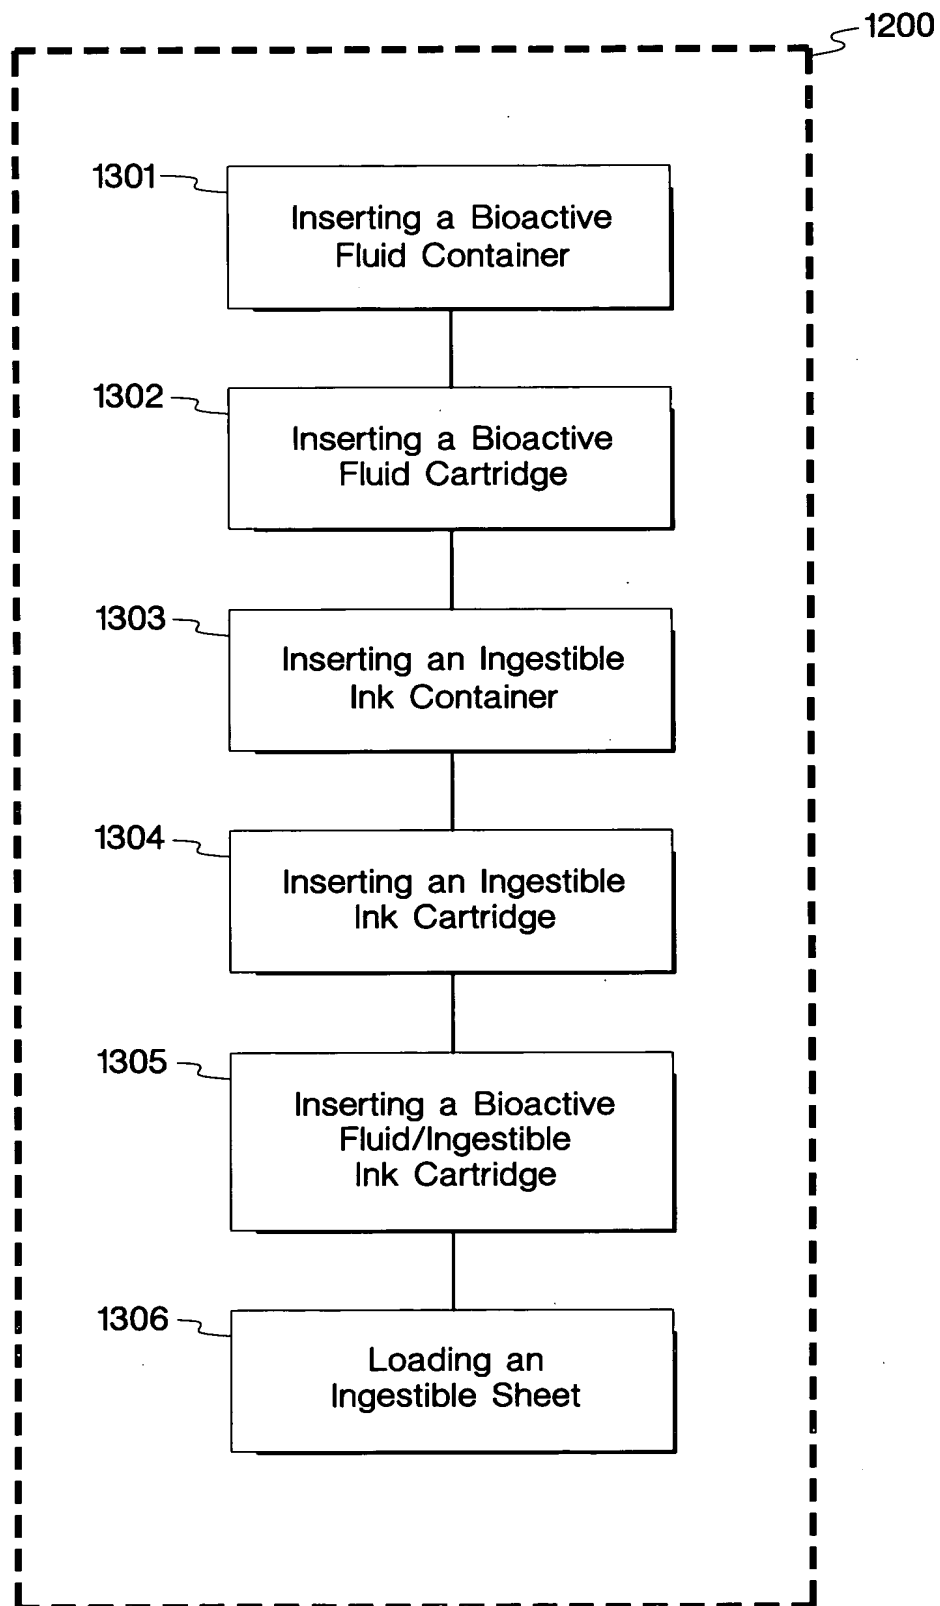 1200
1301
Inserting a Bioactive
Fluid Container
1302
Inserting a Bioactive
Fluid Cartridge
1303
Inserting an Ingestible
Ink Container
1304
Inserting an Ingestible
Ink Cartridge
1305
Inserting a Bioactive
Fluid/Ingestible
Ink Cartridge
1306
Loading an
Ingestible Sheet